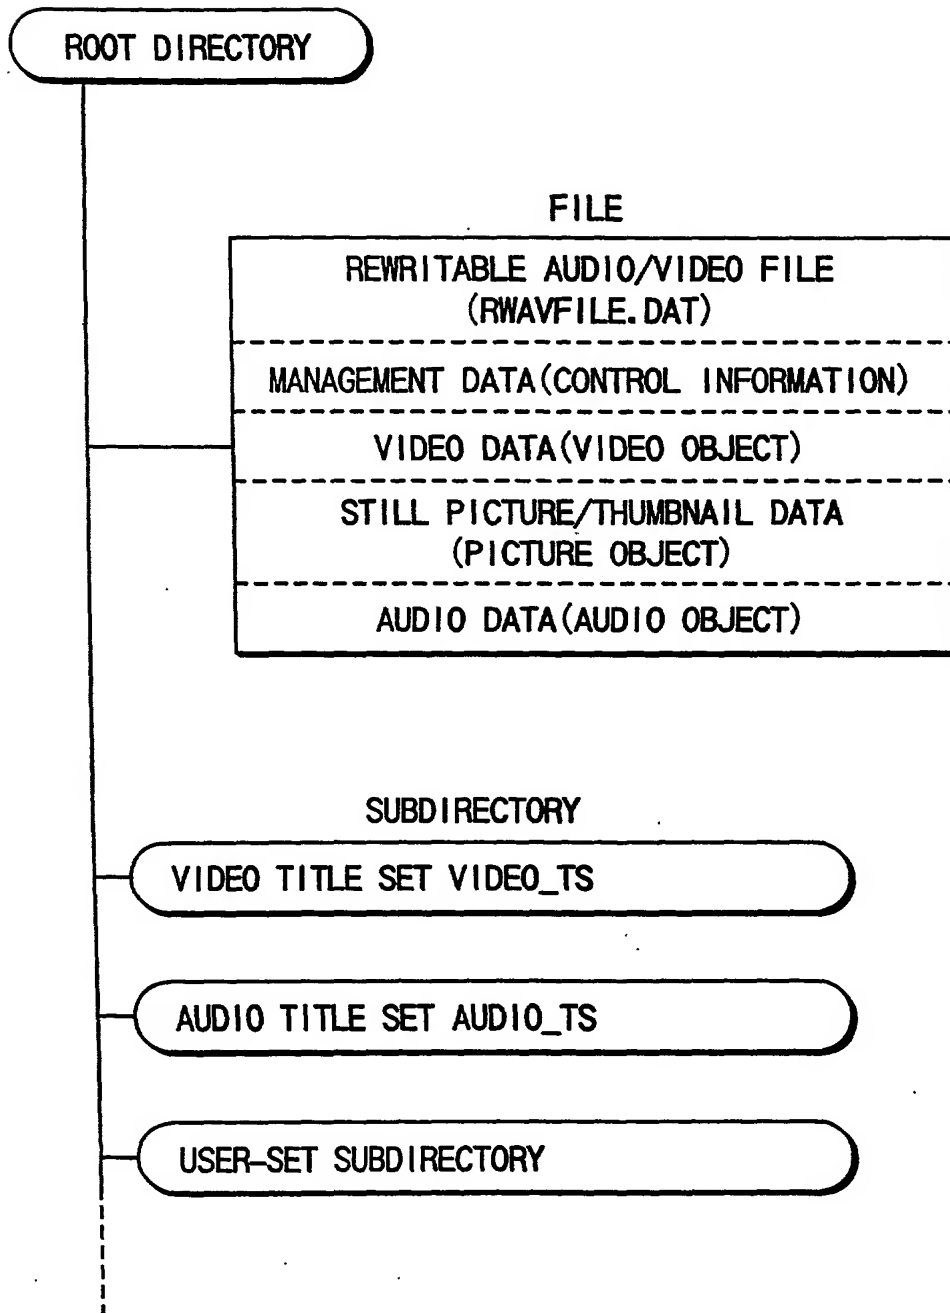 ROOT DIRECTORY
FILE
REWRITABLE AUDIO/VIDEO FILE
(RWAVFILE.DAT)
MANAGEMENT DATA(CONTROL INFORMATION)
VIDEO DATA(VIDEO OBJECT)
STILL PICTURE/THUMBNAIL DATA
(PICTURE OBJECT)
AUDIO DATA(AUDIO OBJECT)
SUBDIRECTORY
VIDEO TITLE SET VIDEO_TS
AUDIO TITLE SET AUDIO_TS
USER-SET SUBDIRECTORY